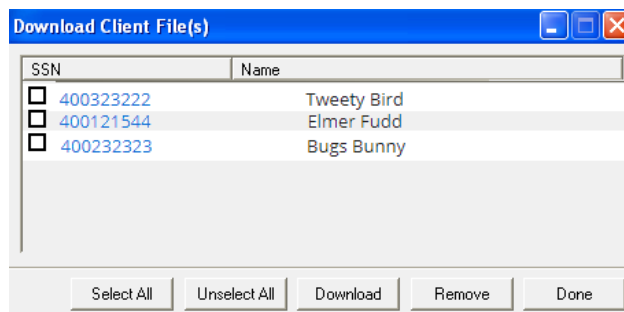 Download Client File(s)
SSN Name
400323222 Tweety Bird
400121544 Elmer Fudd
400232323 Bugs Bunny
Select All Unselect All Download Remove Done